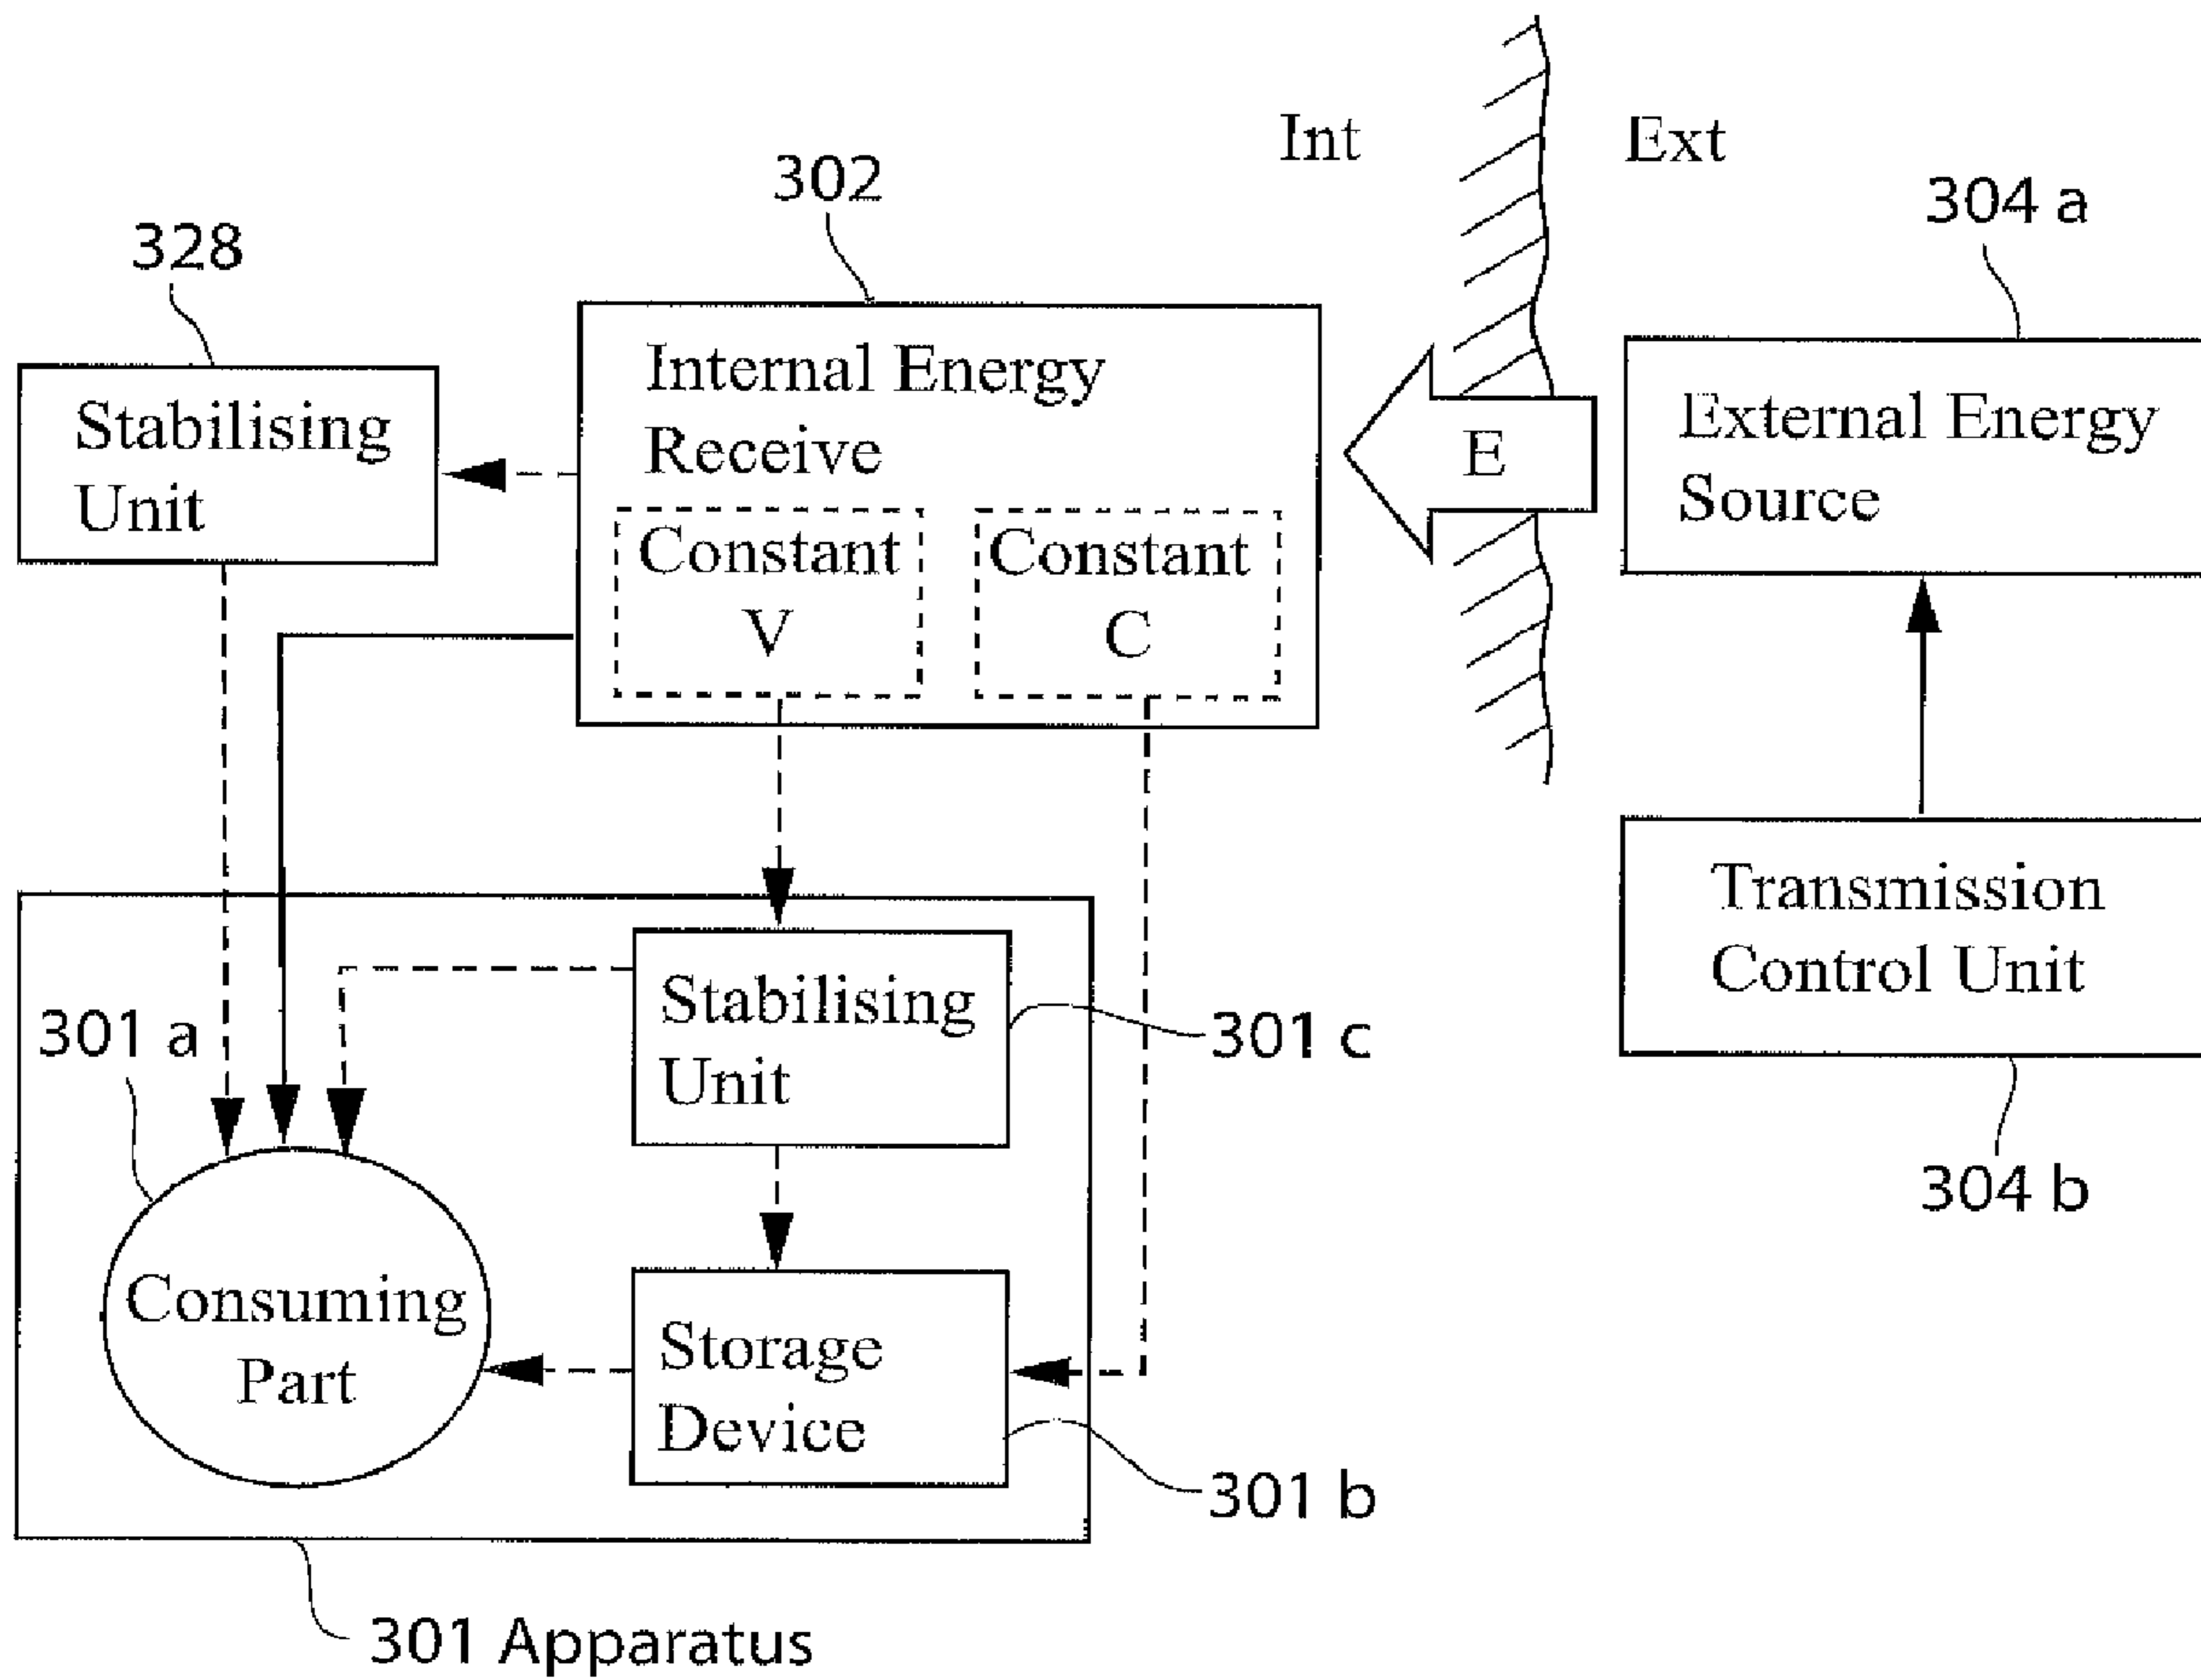 Int
Ext
302
304 a
328
Internal Energy
Receive
Stabilising
Unit
External Energy
Source
E
Constant
V
Constant
C
Transmission
Control Unit
Stabilising
Unit
301 a
301 c
304 b
Consuming
Part
Storage
Device
301 b
301 Apparatus